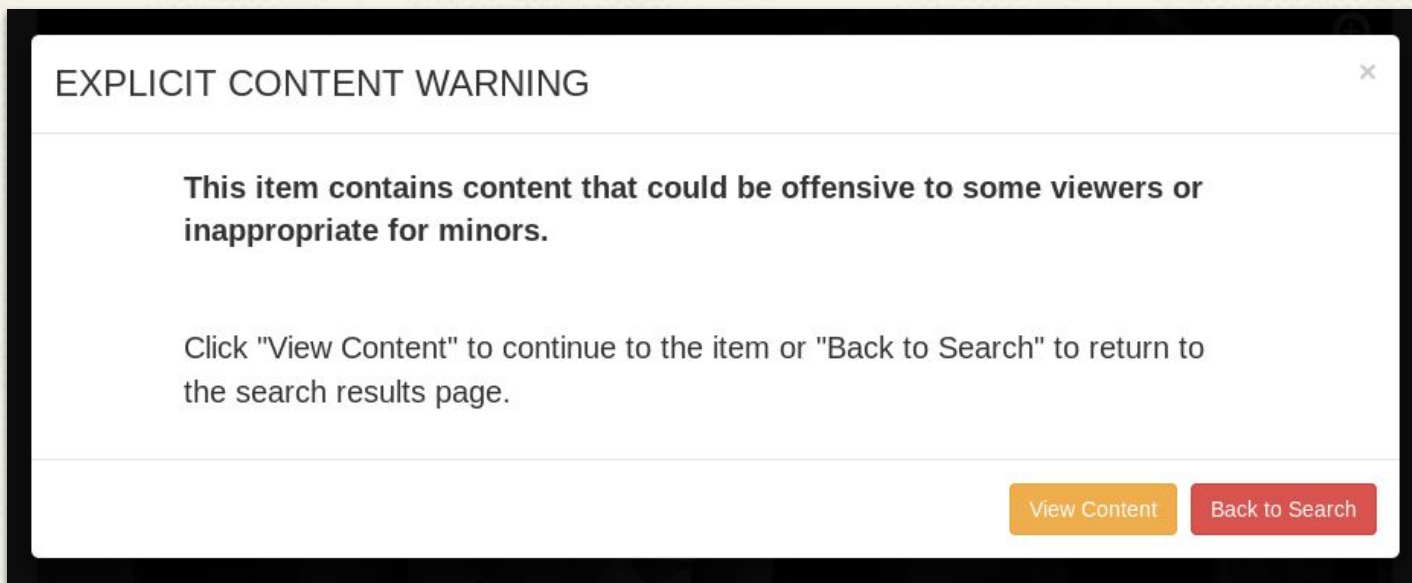 EXPLICIT CONTENT WARNING
×
This item contains content that could be offensive to some viewers or
inappropriate for minors.
Click "View Content" to continue to the item or "Back to Search" to return to
the search results page.
View Content
Back to Search